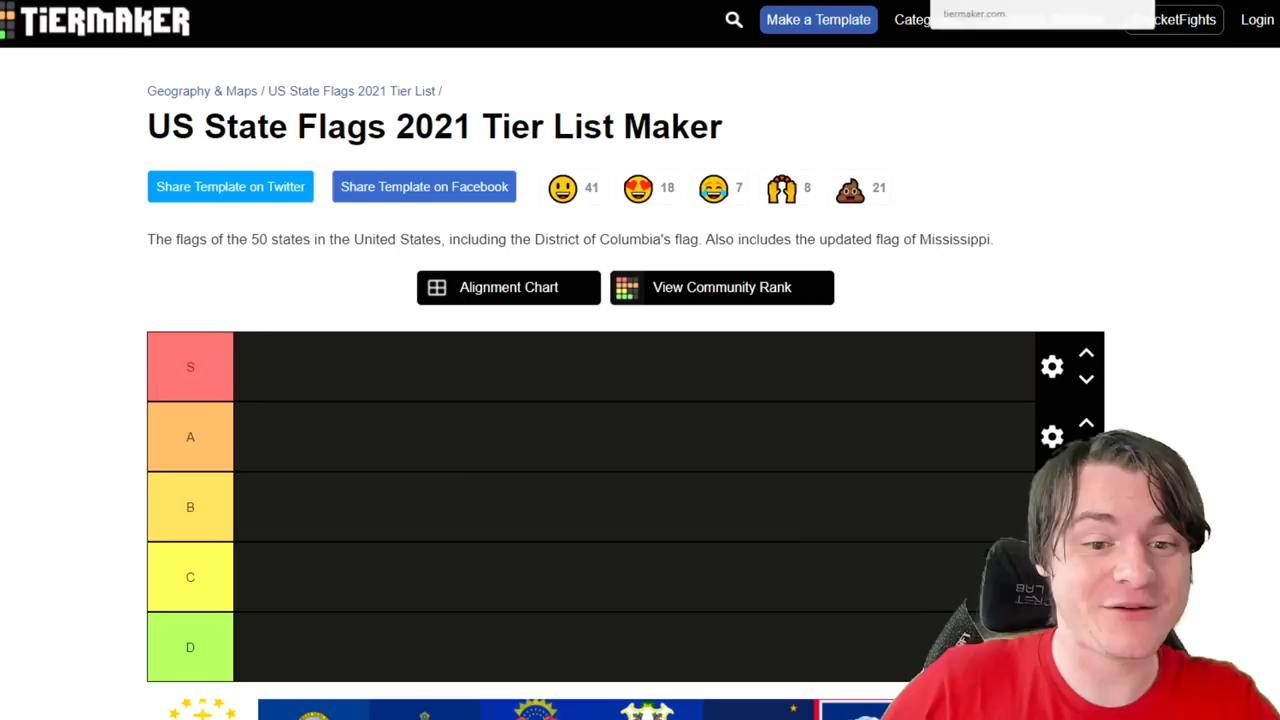 TiERMAKER
Make a Template
tiermaker.com
Login
Geography & Maps / US State Flags 2021 Tier List /
US State Flags 2021 Tier List Maker
Share Template on Twitter
Share Template on Facebook
41
18
7
8
21
The flags of the 50 states in the United States, including the District of Columbia's flag. Also includes the updated flag of Mississippi.
Alignment Chart
View Community Rank
S
A
B
C
D